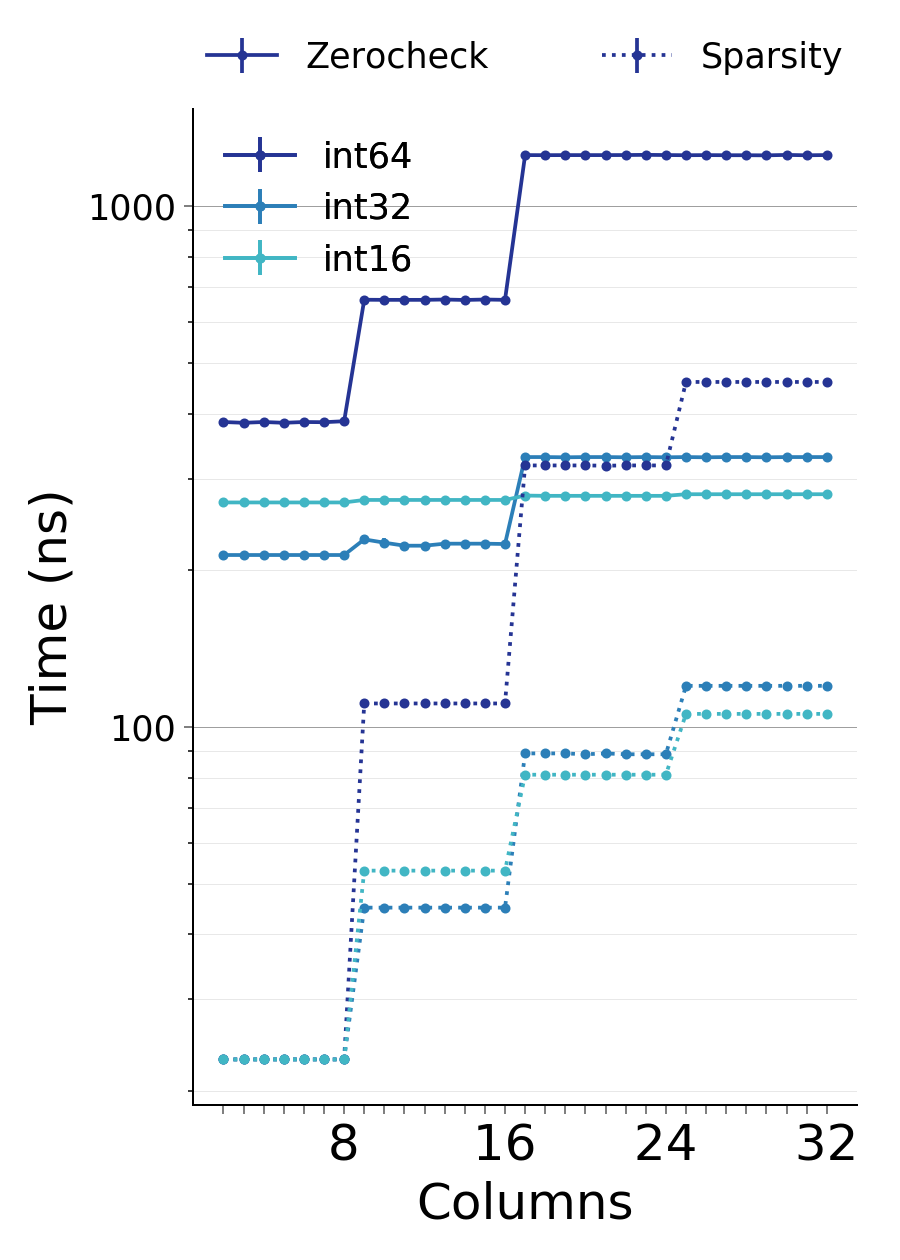 Zerocheck Sparsity
int64
int32
int16
1000
100
Time (ns)
8 16 24 32
Columns